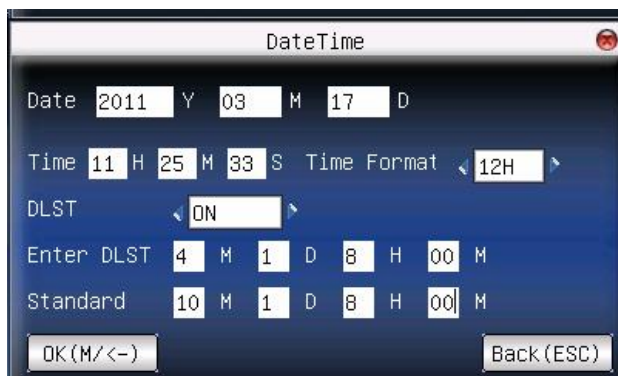 DateTime
Date 2011 Y 03 M 17 D
Time 11 H 25 M 33 S Time Format 12H
DLST ON
Enter DLST 4 M 1 D 8 H 00 M
Standard 10 M 1 D 8 H 00 M
OK(M/<-) Back(ESC)